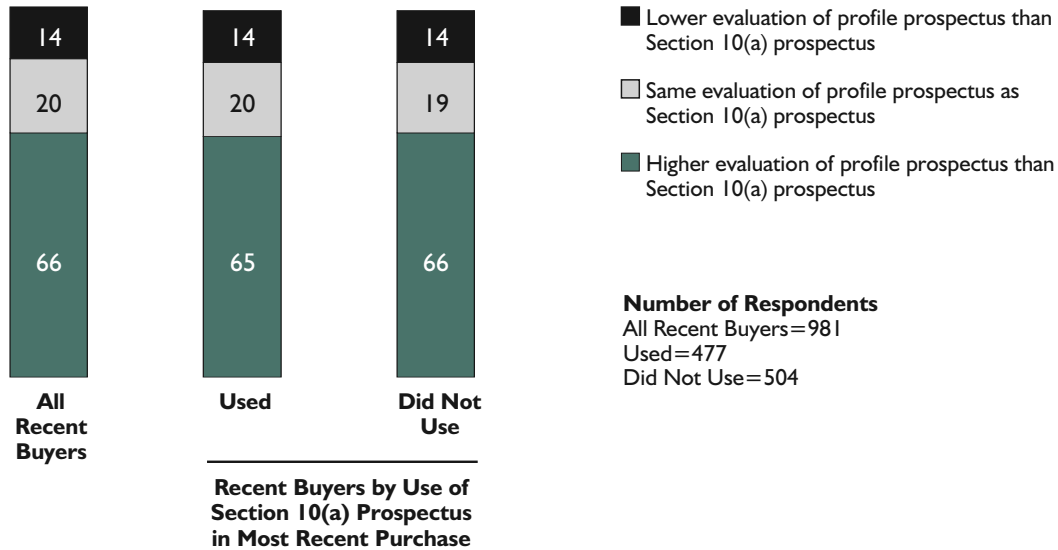 14
14
14
20
20
19
66
65
66
All
Recent
Buyers
Used
Did Not
Use
Recent Buyers by Use of
Section 10(a) Prospectus
in Most Recent Purchase
Lower evaluation of profile prospectus than
Section 10(a) prospectus
Same evaluation of profile prospectus as
Section 10(a) prospectus
Higher evaluation of profile prospectus than
Section 10(a) prospectus
Number of Respondents
All Recent Buyers=981
Used=477
Did Not Use=504